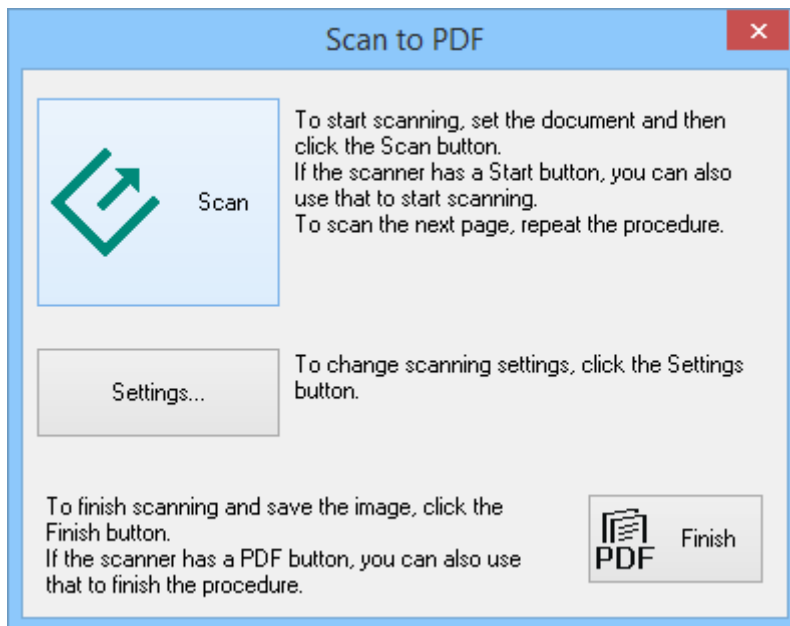 Scan to PDF
To start scanning, set the document and then
click the Scan button.
If the scanner has a Start button, you can also
use that to start scanning.
To scan the next page, repeat the procedure.
Scan
To change scanning settings, click the Settings
button.
Settings...
To finish scanning and save the image, click the
Finish button.
If the scanner has a PDF button, you can also use
that to finish the procedure.
PDF
Finish